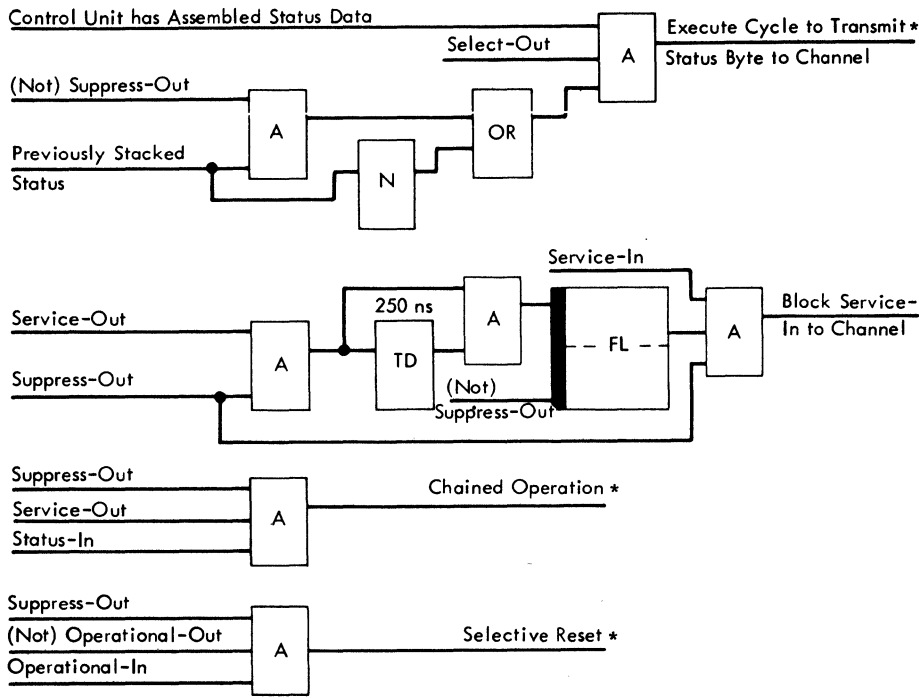 Control Unit has Assembled Status Data
Select-Out
A
Execute Cycle to Transmit *
Status Byte to Channel
(Not) Suppress-Out
A
OR
Previously Stacked
Status
N
Service-In
Service-Out
250 ns
A
Block Service-
In to Channel
A
TD
FL
A
Suppress-Out
(Not)
Suppress-Out
Suppress-Out
Service-Out
Status-In
A
Chained Operation *
Suppress-Out
(Not) Operational-Out
Operational-In
A
Selective Reset *